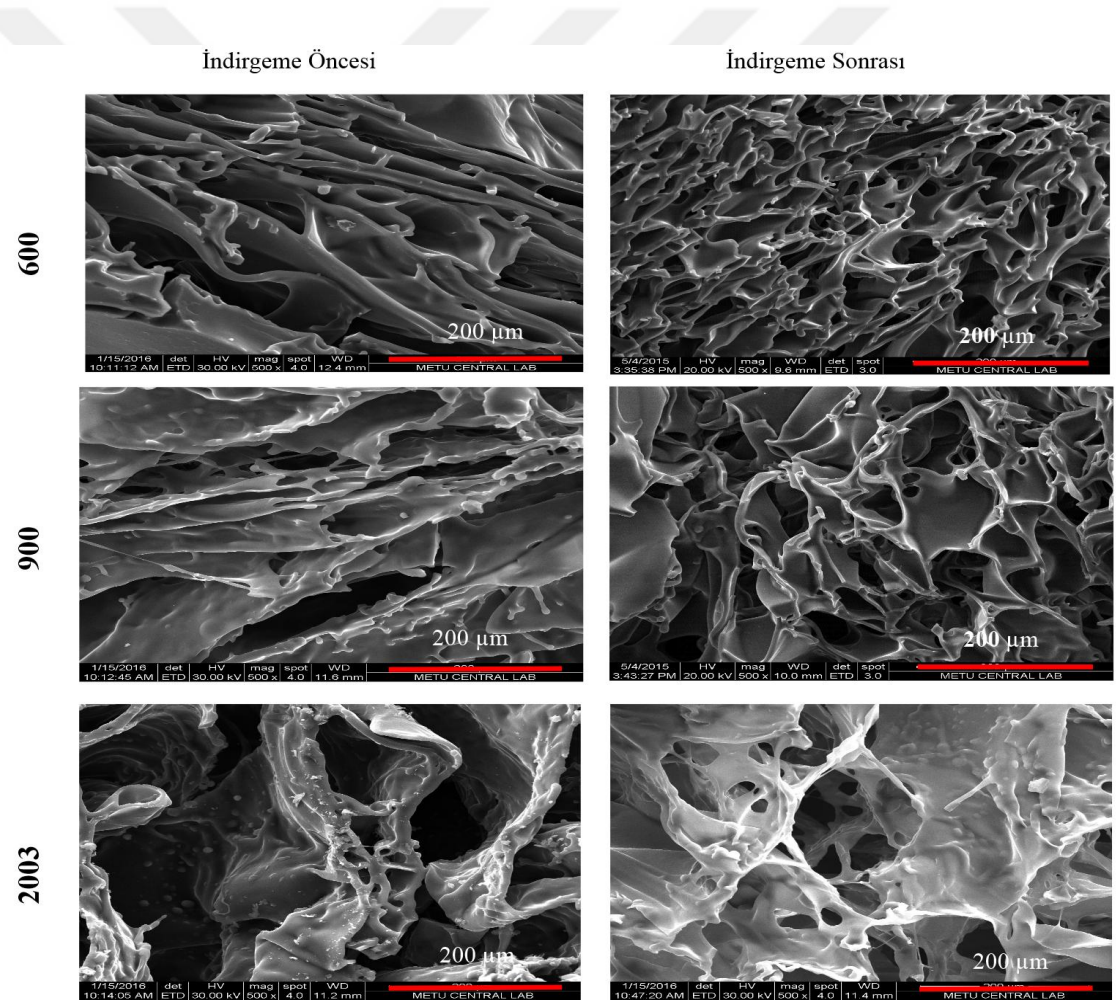 İndirgeme Öncesi
İndirgeme Sonrası
600
200 µm
1/15/2016 det HV mag spot WD
10:11:12 AM ETD 30.00 kV 500 x 4.0 12.4 mm METU CENTRAL LAB
200 µm
5/4/2015 HV mag WD det spot
3:35:38 PM 20.00 kV 500 x 9.6 mm ETD 3.0 METU CENTRAL LAB
900
200 µm
1/15/2016 det HV mag spot WD
10:12:45 AM ETD 30.00 kV 500 x 4.0 11.6 mm METU CENTRAL LAB
200 µm
5/4/2015 HV mag WD det spot
3:43:27 PM 20.00 kV 500 x 10.0 mm ETD 3.0 METU CENTRAL LAB
2003
200 µm
1/15/2016 det HV mag spot WD
10:14:05 AM ETD 30.00 kV 500 x 4.0 11.2 mm METU CENTRAL LAB
200 µm
1/15/2016 det HV mag spot WD
10:47:20 AM ETD 30.00 kV 500 x 4.0 11.4 mm METU CENTRAL LAB